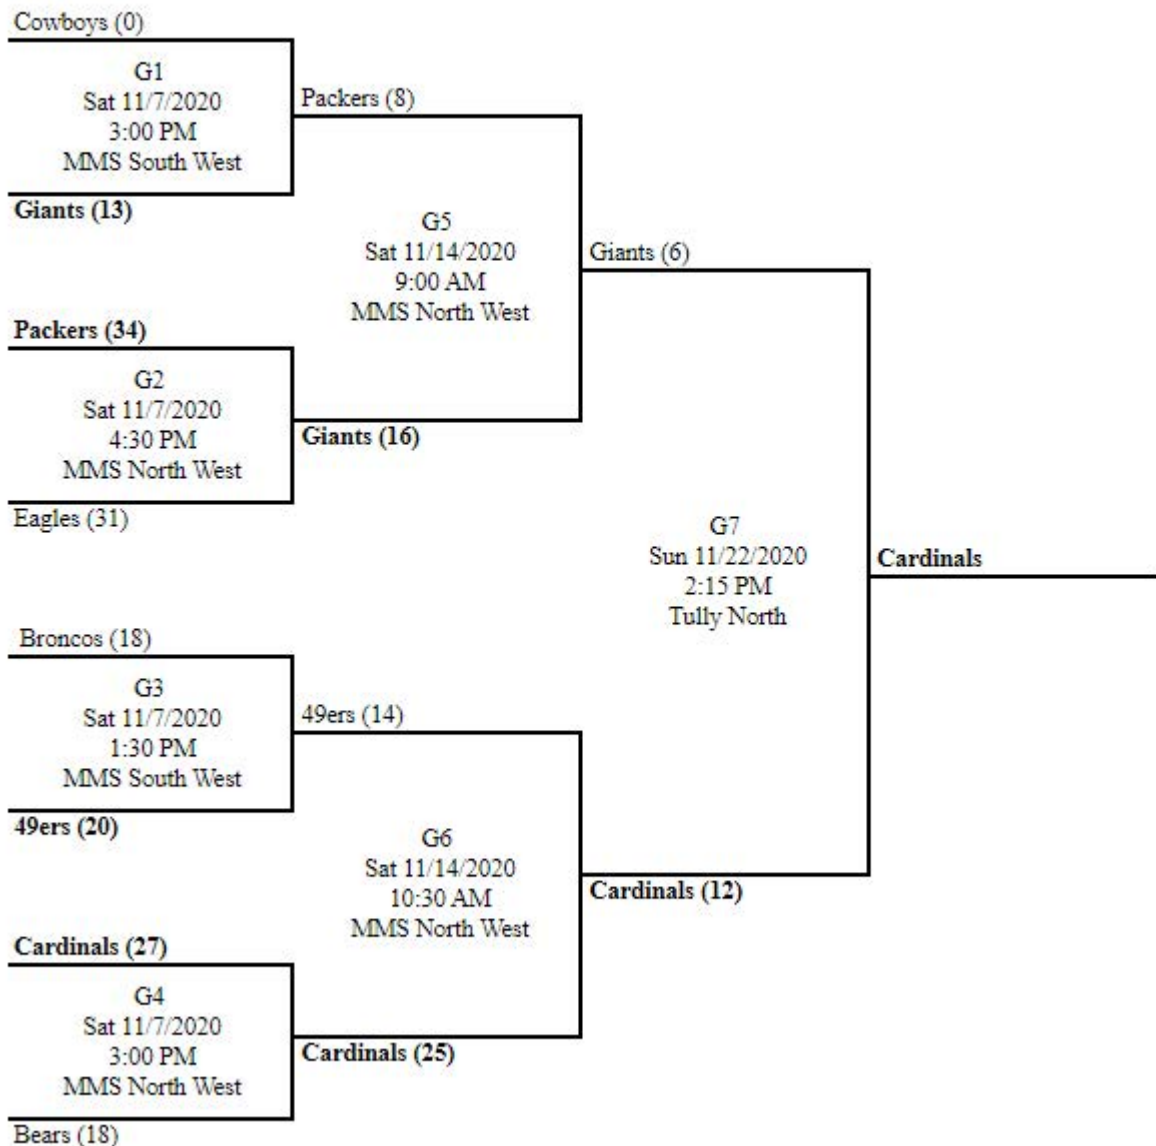 Cowboys (0)
G1
Sat 11/7/2020
3:00 PM
MMS South West
Giants (13)
Packers (8)
G5
Sat 11/14/2020
9:00 AM
MMS North West
Packers (34)
G2
Sat 11/7/2020
4:30 PM
MMS North West
Eagles (31)
Giants (16)
Giants (6)
G7
Sun 11/22/2020
2:15 PM
Tully North
Cardinals
Broncos (18)
G3
Sat 11/7/2020
1:30 PM
MMS South West
49ers (20)
49ers (14)
G6
Sat 11/14/2020
10:30 AM
MMS North West
Cardinals (12)
Cardinals (27)
G4
Sat 11/7/2020
3:00 PM
MMS North West
Bears (18)
Cardinals (25)